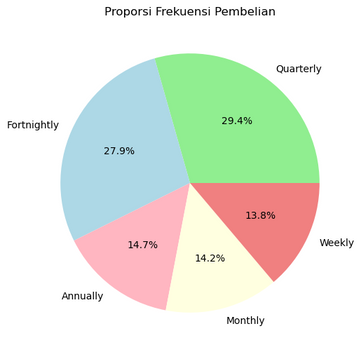 Proporsi Frekuensi Pembelian
Quarterly
29.4%
Fortnightly
27.9%
Annually
14.7%
Monthly
14.2%
Weekly
13.8%